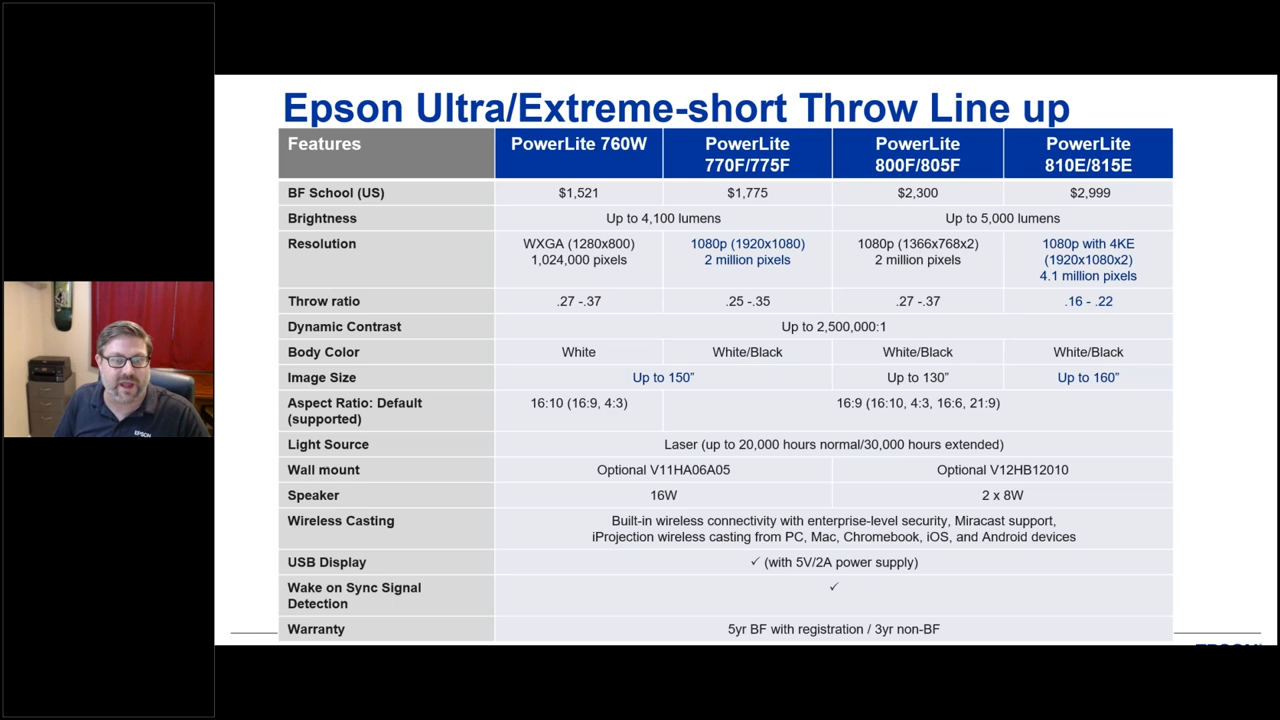 Epson Ultra/Extreme-short Throw Line up
Features
PowerLite 760W
PowerLite
770F/775F
PowerLite
800F/805F
PowerLite
810E/815E
BF School (US)
$1,521
$1,775
$2,300
$2,999
Brightness
Up to 4,100 lumens
Up to 5,000 lumens
Resolution
WXGA (1280x800)
1,024,000 pixels
1080p (1920x1080)
2 million pixels
1080p (1366x768x2)
2 million pixels
1080p with 4KE
(1920x1080x2)
4.1 million pixels
Throw ratio
.27 -.37
.25 -.35
.27 -.37
.16 - .22
Dynamic Contrast
Up to 2,500,000:1
Body Color
White
White/Black
White/Black
White/Black
Image Size
Up to 150”
Up to 130”
Up to 160”
Aspect Ratio: Default
(supported)
16:10 (16:9, 4:3)
16:9 (16:10, 4:3, 16:6, 21:9)
Light Source
Laser (up to 20,000 hours normal/30,000 hours extended)
Wall mount
Optional V11HA06A05
Optional V12HB12010
Speaker
16W
2 x 8W
Wireless Casting
Built-in wireless connectivity with enterprise-level security, Miracast support,
iProjection wireless casting from PC, Mac, Chromebook, iOS, and Android devices
USB Display
✓ (with 5V/2A power supply)
Wake on Sync Signal
Detection
✓
Warranty
5yr BF with registration / 3yr non-BF
EPSON
EPSON